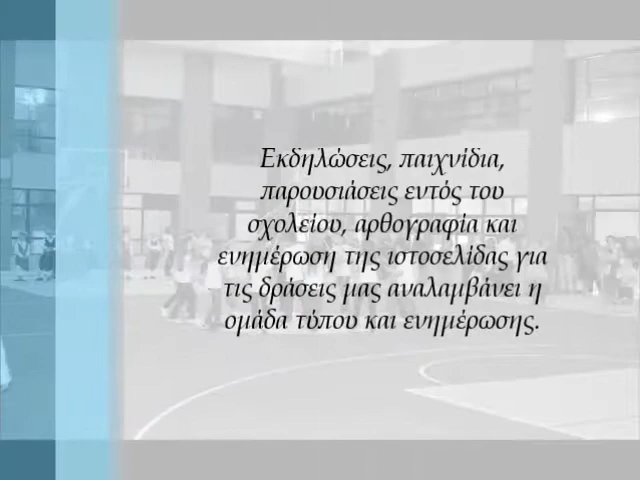 Εκδηλώσεις, παιχνίδια,
παρουσιάσεις εντός του
σχολείου, αρθογραφία και
ενημέρωση της ιστοσελίδας για
τις δράσεις μας αναλαμβάνει η
ομάδα τύπου και ενημέρωσης.